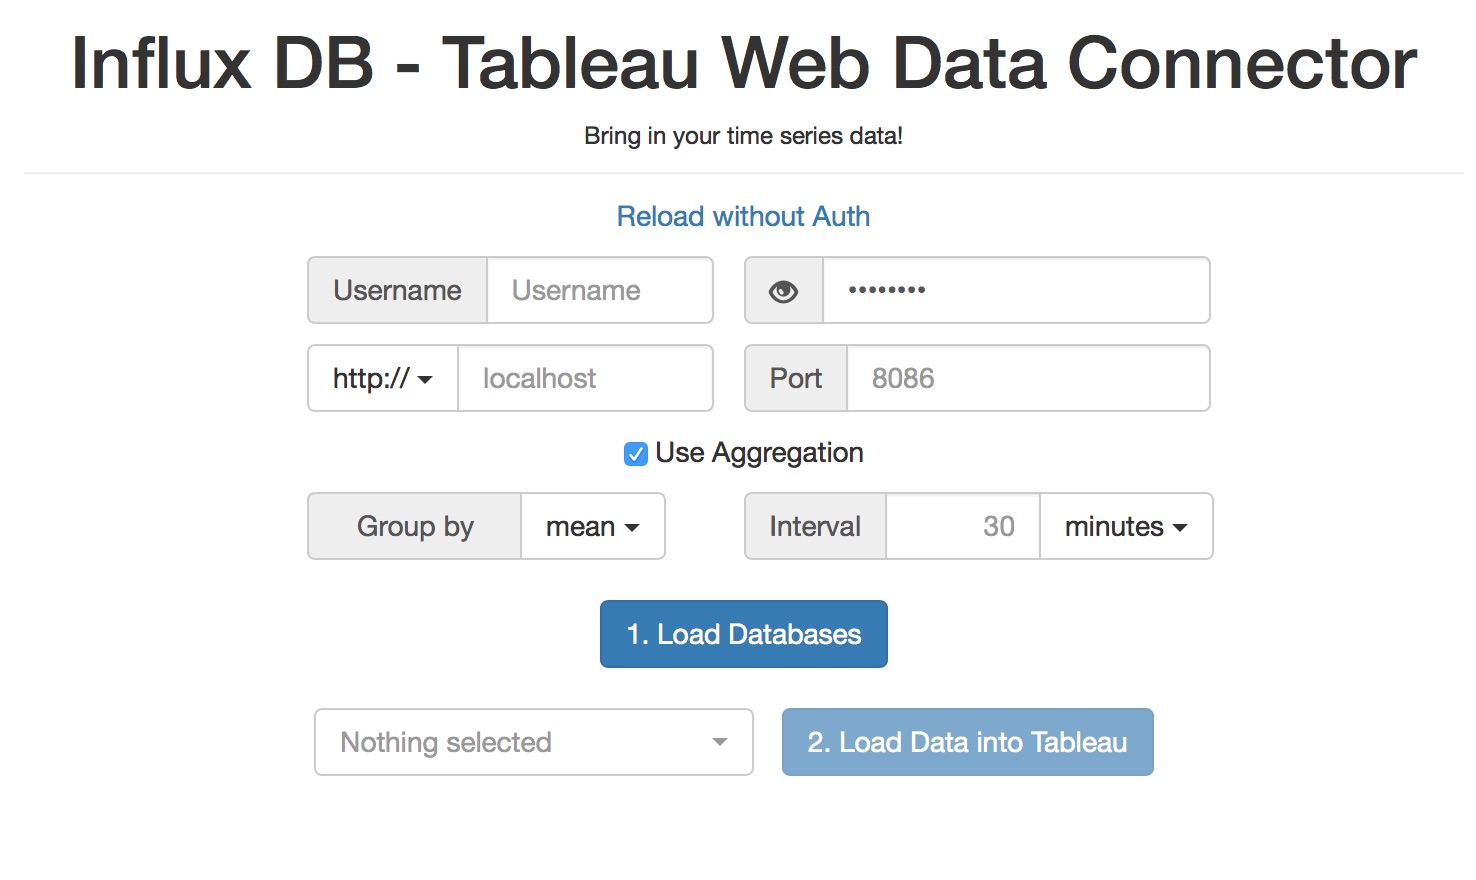 Influx DB - Tableau Web Data Connector
Bring in your time series data!
Reload without Auth
Username Username ••••••••
http:// localhost Port 8086
Use Aggregation
Group by mean Interval 30 minutes
1. Load Databases
Nothing selected 2. Load Data into Tableau